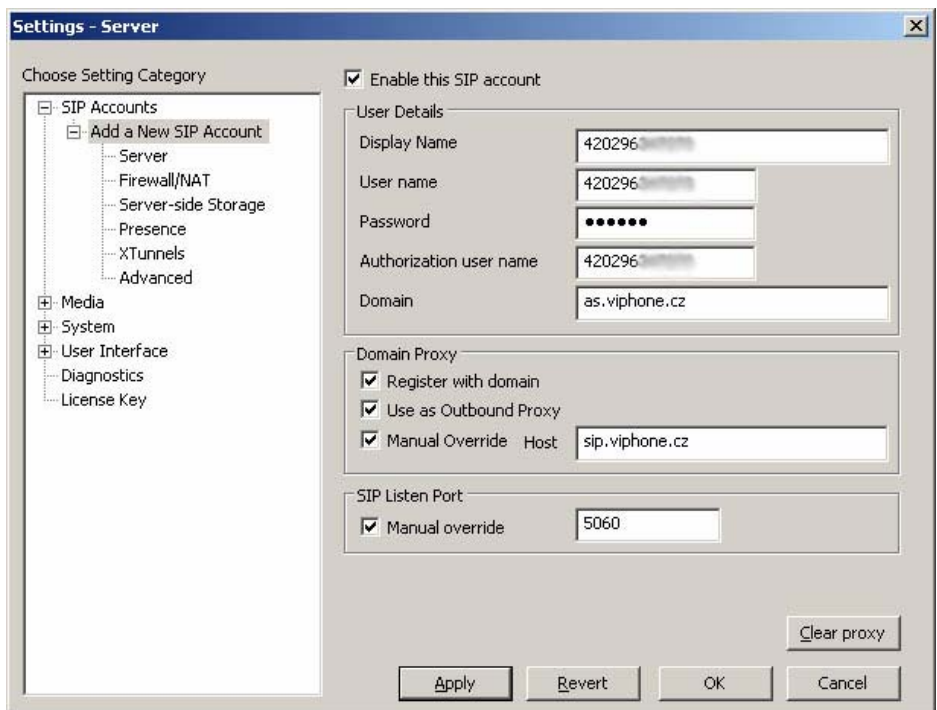 Settings - Server
Choose Setting Category
SIP Accounts
Add a New SIP Account
Server
Firewall/NAT
Server-side Storage
Presence
XTunnels
Advanced
Media
System
User Interface
Diagnostics
License Key
Enable this SIP account
User Details
Display Name 420296
User name 420296
Password ●●●●●●
Authorization user name 420296
Domain as.viphone.cz
Domain Proxy
Register with domain
Use as Outbound Proxy
Manual Override Host sip.viphone.cz
SIP Listen Port
Manual override 5060
Clear proxy
Apply Revert OK Cancel